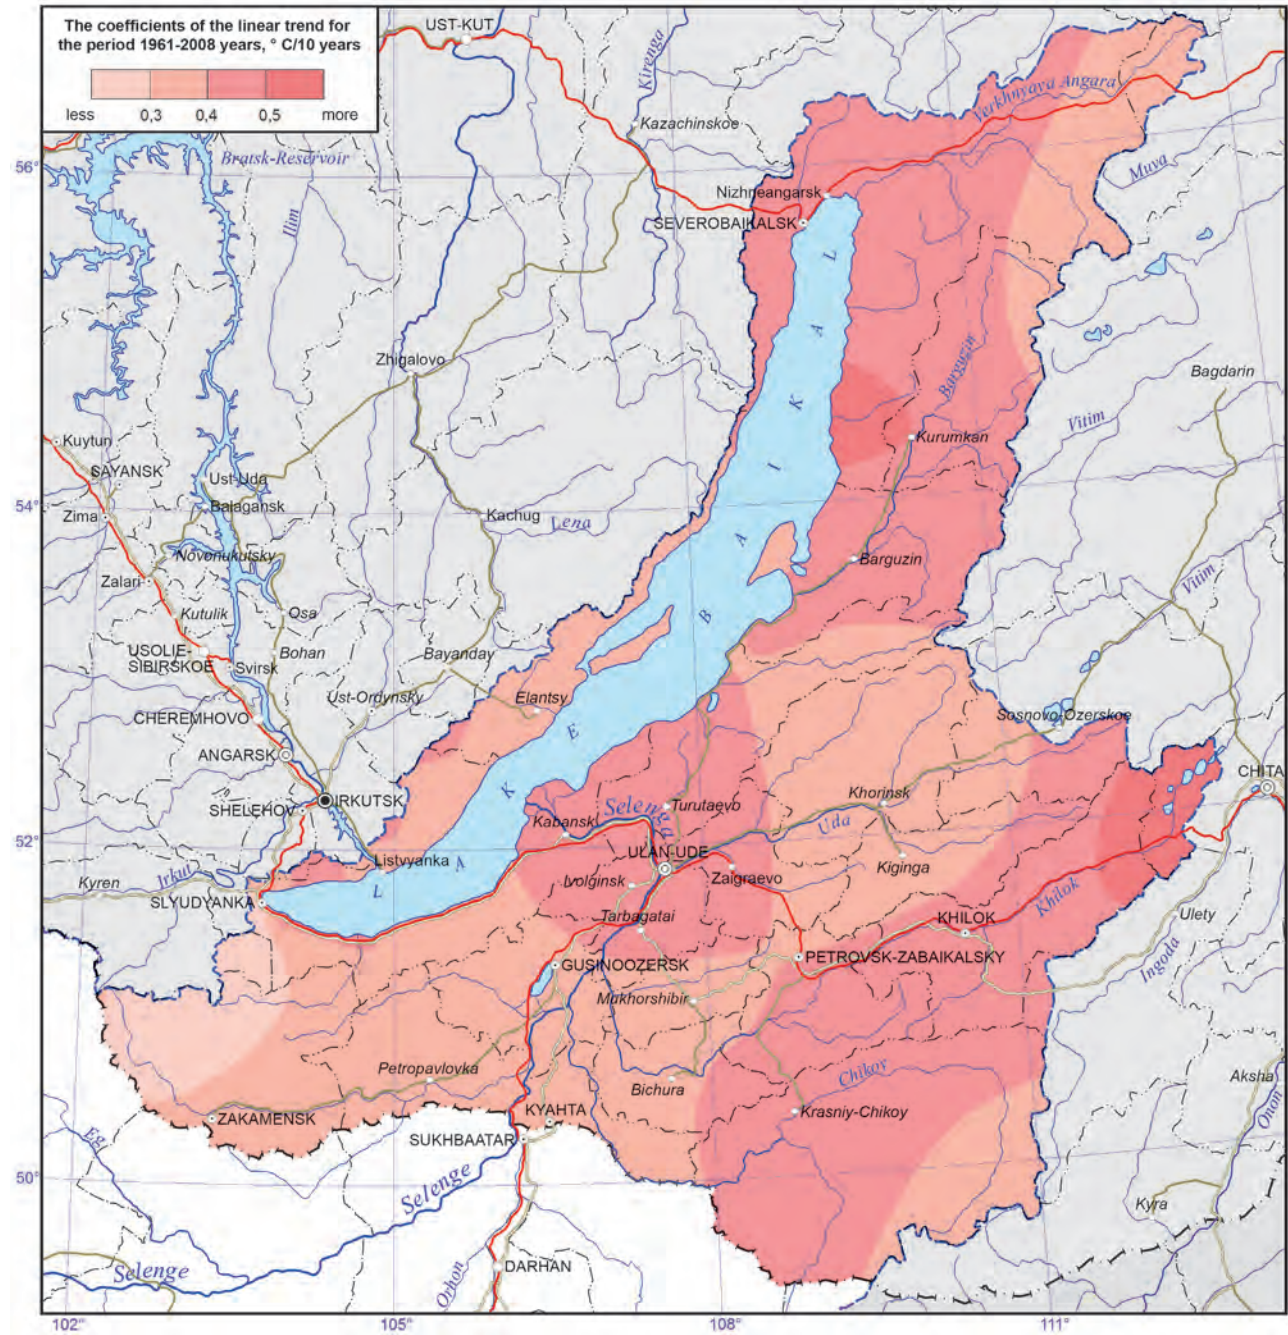 The coefficients of the linear trend for
the period 1961-2008 years, ° C/10 years
less 0,3 0,4 0,5 more
UST-KUT
Kirenga
Verkhnyaya Angara
Kazachinskoe
56°
Bratsk-Reservoir
Muva
Nizhneangarsk
Ilim
SEVEROBAIKALSK
Zhigalovo
Barguzin
Bagdarin
Vitim
Kuytun
Kurumkan
SAYANSK
Ust-Uda
54°
Balagansk
Zima
Kachug
Lena
Novonukutsky
Barguzin
Zalari
Vitim
Kutulik
Osa
USOLIE-
SIBIRSKOE
Bohan
Bayanday
Svirsk
Ust-Ordynsky
Elantsy
CHEREMHOVO
Sosnovo-Ozerskoe
ANGARSK
CHITA
IRKUTSK
SHELEHOV
Selenga
Turutaevo
Khorinsk
Kabansk
Uda
52°
ULAN-UDE
Listvyanka
Kiginga
Irkut
Kyren
Zaigraevo
Ivolginsk
SLYUDYANKA
LAKE BAIKAL
Khilok
Tarbagatai
KHILOK
Ulety
GUSINOOZERSK
PETROVSK-ZABAIKALSKY
Ingoda
Mukhorshibir
Petropavlovka
Bichura
Chikoy
Aksha
Onon
ZAKAMENSK
KYAHTA
Krasniy-Chikoy
Eg.
SUKHBAATAR
50°
Selenge
Kyra
Selenge
Orhon
DARHAN
102° 105° 108° 111°